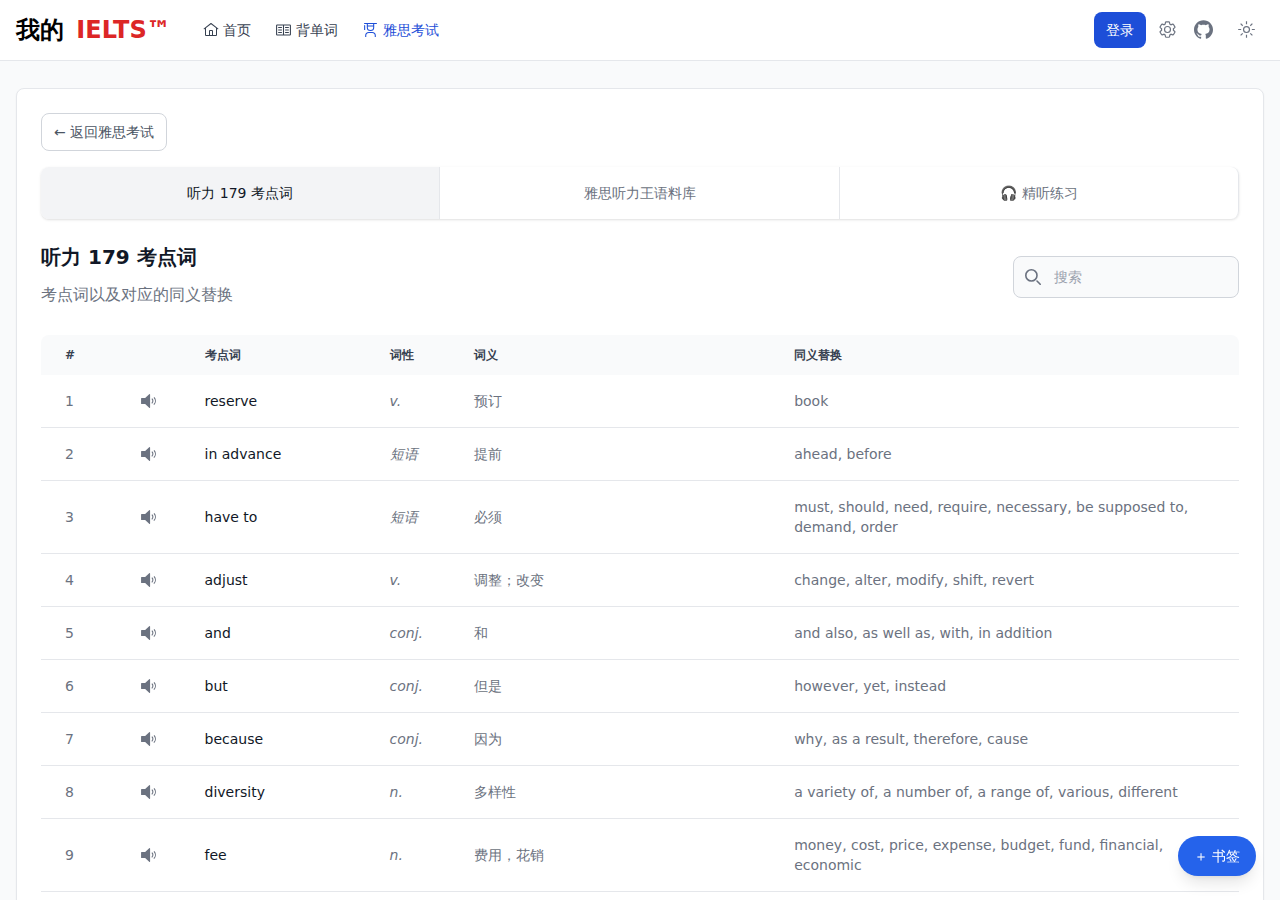 我的 IELTS™ 首页 背单词 雅思考试 登录
← 返回雅思考试
听力 179 考点词 雅思听力王语料库 🎧 精听练习
听力 179 考点词
考点词以及对应的同义替换
搜索
# 考点词 词性 词义 同义替换
1 reserve v. 预订 book
2 in advance 短语 提前 ahead, before
3 have to 短语 必须 must, should, need, require, necessary, be supposed to,
demand, order
4 adjust v. 调整；改变 change, alter, modify, shift, revert
5 and conj. 和 and also, as well as, with, in addition
6 but conj. 但是 however, yet, instead
7 because conj. 因为 why, as a result, therefore, cause
8 diversity n. 多样性 a variety of, a number of, a range of, various, different
9 fee n. 费用，花销 money, cost, price, expense, budget, fund, financial,
economic
+ 书签